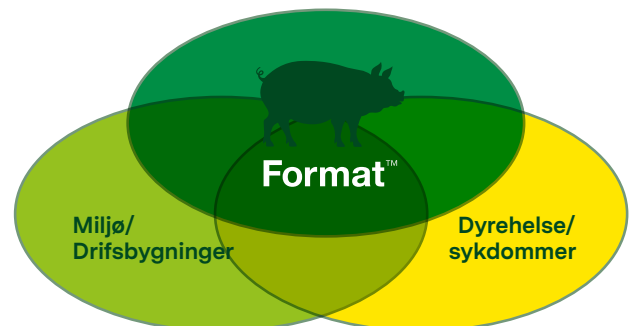 Format™
Miljø/
Drifsbygninger
Dyrehelse/
sykdommer